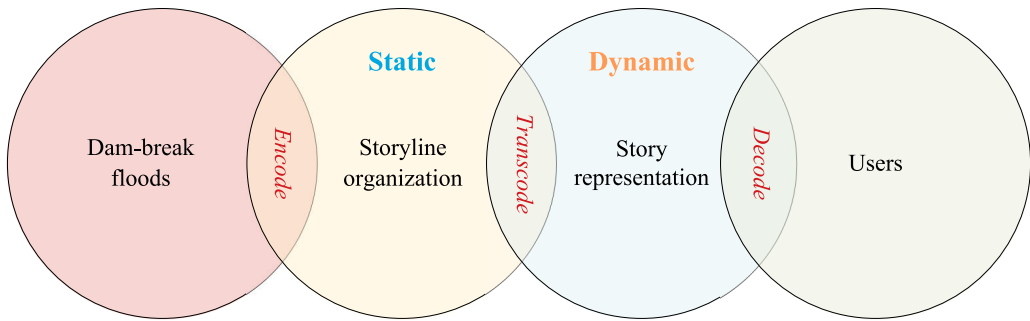 Dam-break
floods
Encode
Static
Storyline
organization
Transcode
Dynamic
Story
representation
Decode
Users